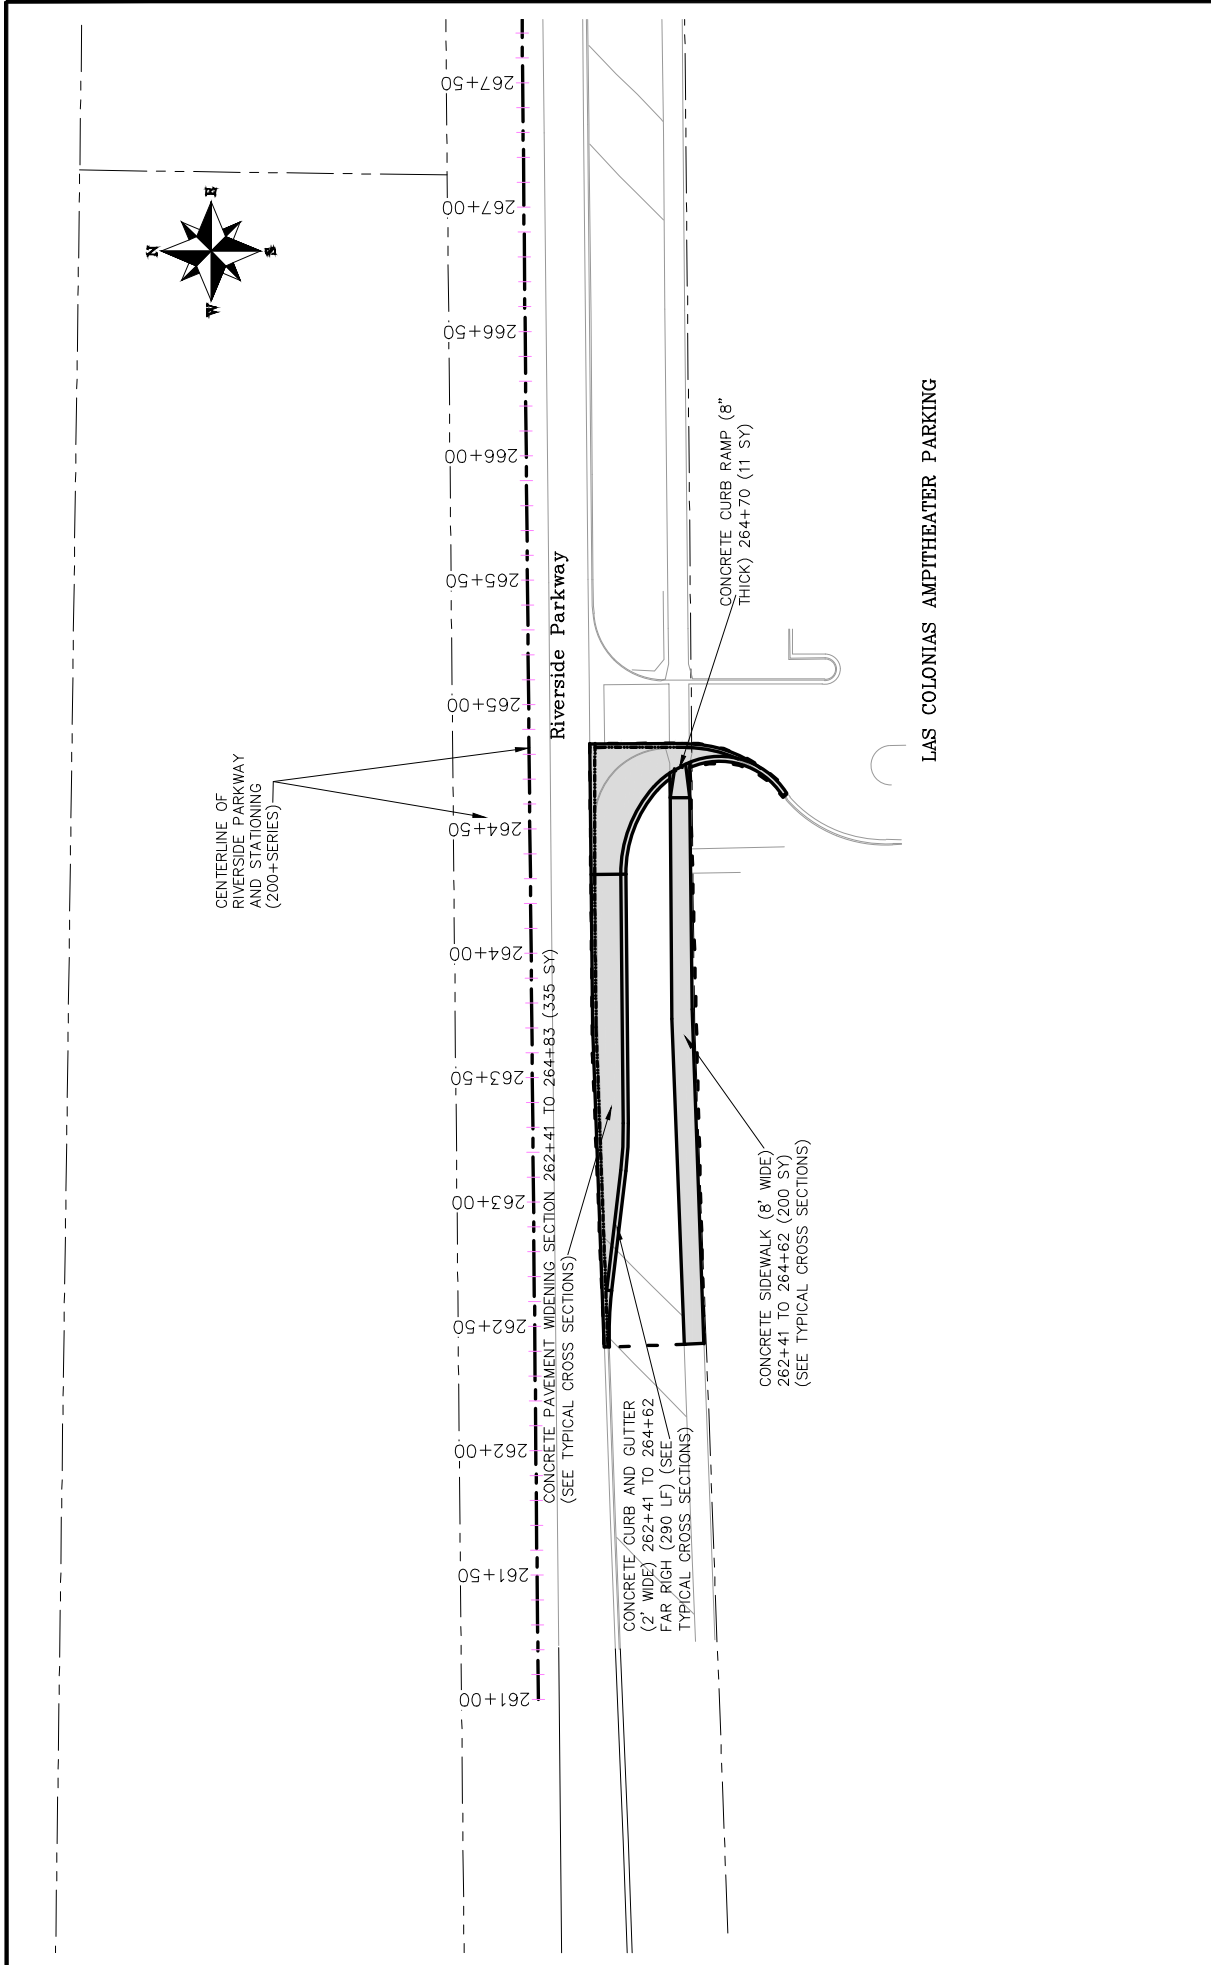 N
E
S
W
CENTERLINE OF
RIVERSIDE PARKWAY
AND STATIONING
(200+SERIES)
261+00
261+50
262+00
262+50
263+00
263+50
264+00
264+50
265+00
265+50
266+00
266+50
267+00
267+50
Riverside Parkway
CONCRETE PAVEMENT WIDENING SECTION 262+41 TO 264+83 (335 SY)
(SEE TYPICAL CROSS SECTIONS)
CONCRETE CURB AND GUTTER
(2' WIDE) 262+41 TO 264+62
FAR RIGH (290 LF) (SEE
TYPICAL CROSS SECTIONS)
CONCRETE CURB RAMP (8"
THICK) 264+70 (11 SY)
CONCRETE SIDEWALK (8' WIDE)
262+41 TO 264+62 (200 SY)
(SEE TYPICAL CROSS SECTIONS)
LAS COLONIAS AMPITHEATER PARKING